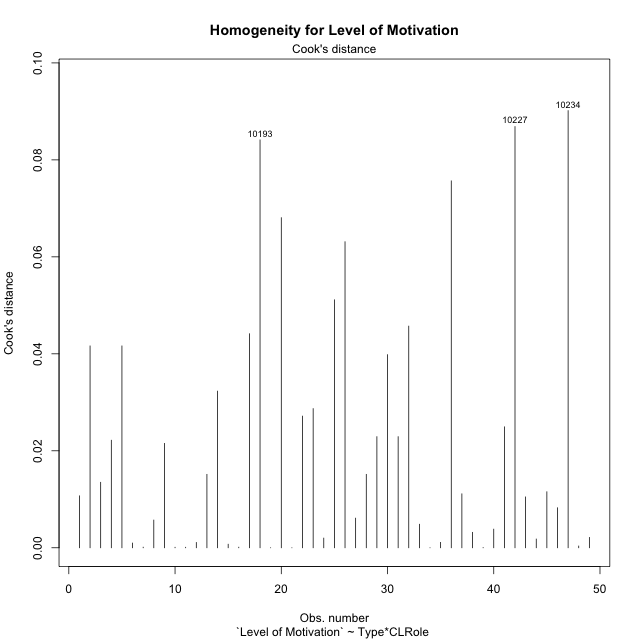 Homogeneity for Level of Motivation
Cook's distance
0.10
0.08
0.06
0.04
0.02
0.00
Cook's distance
10193
10227
10234
0 10 20 30 40 50
Obs. number
`Level of Motivation` ~ Type*CLRole